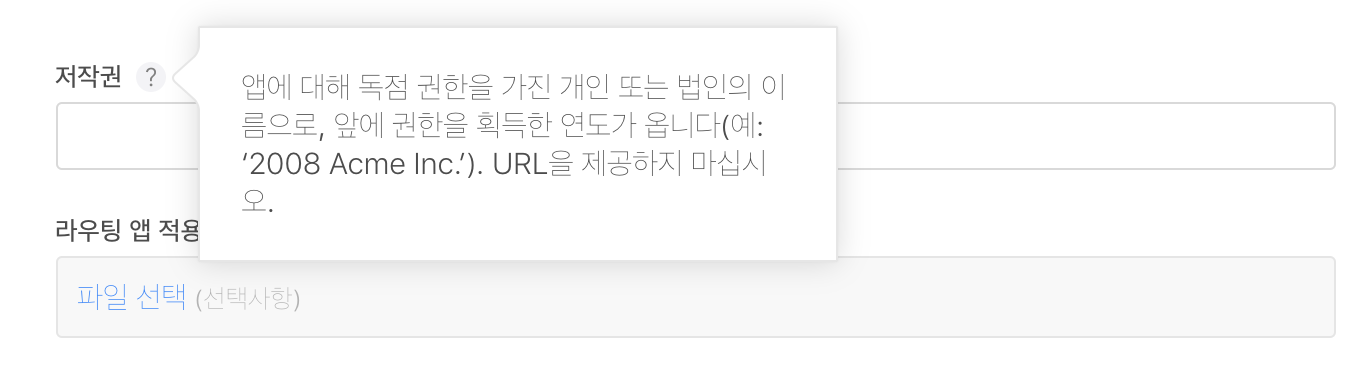 저작권 ?
앱에 대해 독점 권한을 가진 개인 또는 법인의 이
름으로, 앞에 권한을 획득한 연도가 옵니다(예:
‘2008 Acme Inc.’). URL을 제공하지 마십시
오.
라우팅 앱 적용
파일 선택 (선택사항)